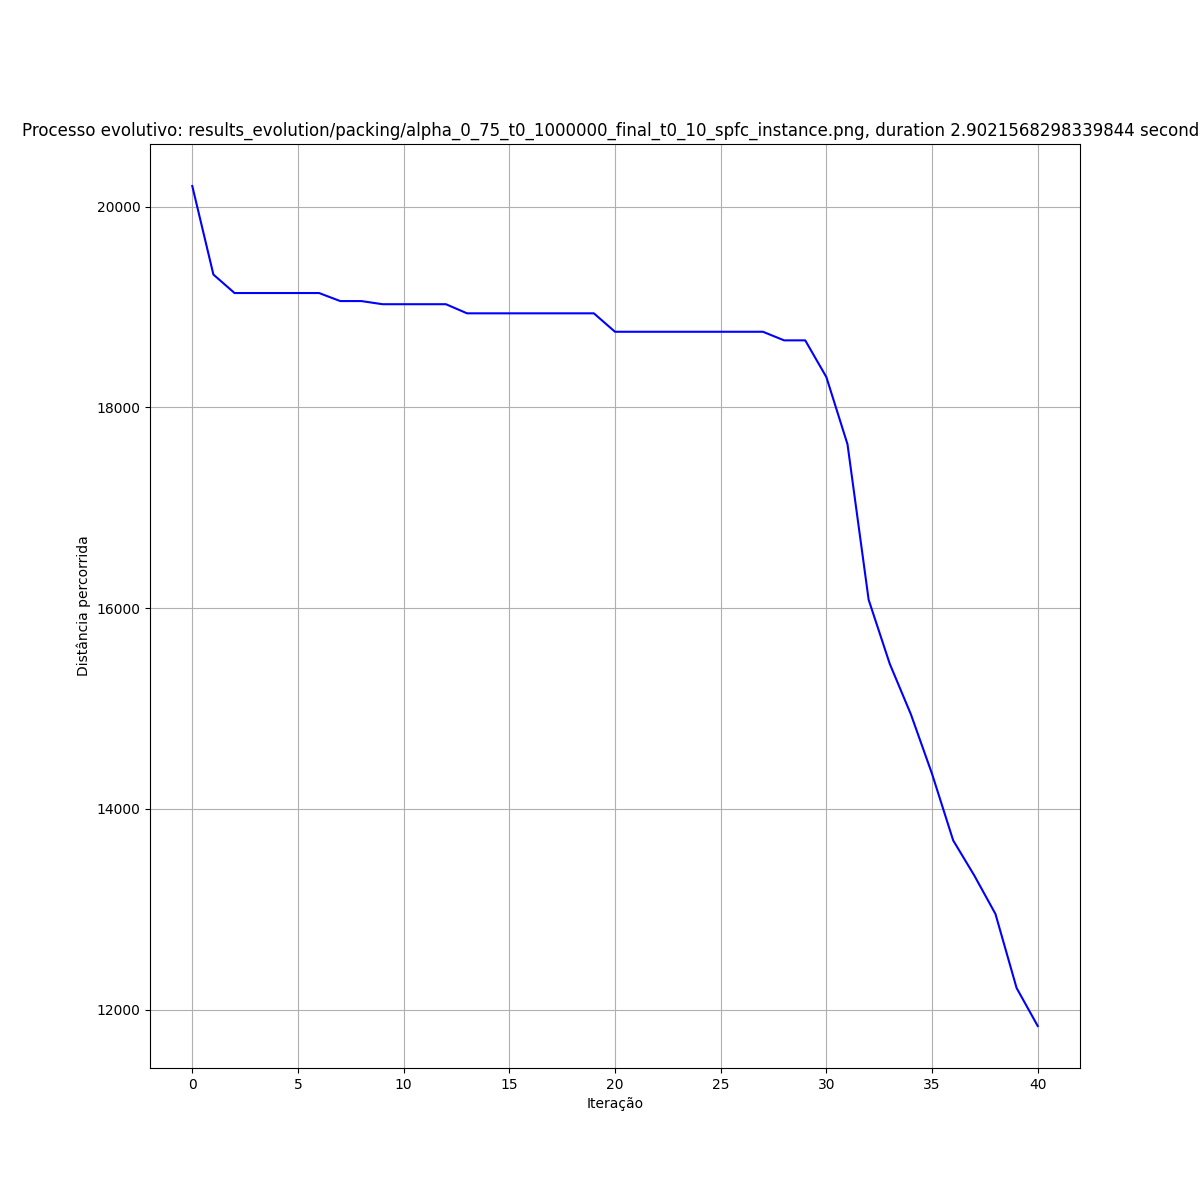 Processo evolutivo: results_evolution/packing/alpha_0_75_t0_1000000_final_t0_10_spfc_instance.png, duration 2.9021568298339844 second
20000
18000
16000
14000
12000
Distância percorrida
0 5 10 15 20 25 30 35 40
Iteração